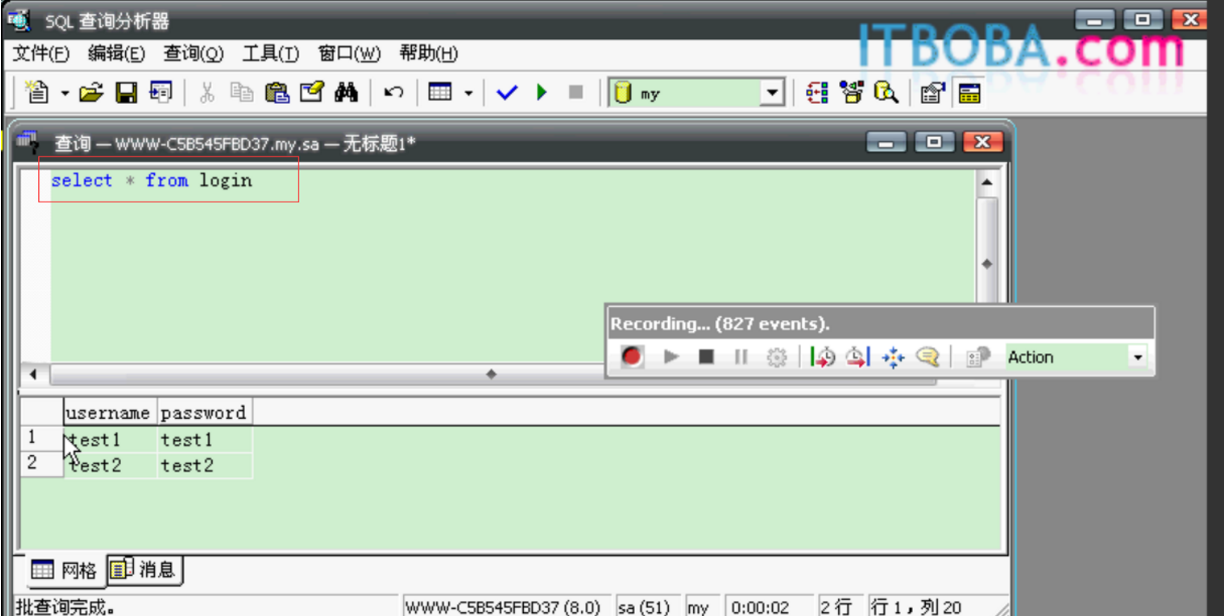 SQL 查询分析器
ITBOBA.com
文件(F) 编辑(E) 查询(Q) 工具(T) 窗口(W) 帮助(H)
my
查询 — WWW-C5B545FBD37.my.sa — 无标题1*
select * from login
Recording... (827 events).
Action
username password
1 test1 test1
2 test2 test2
网格 消息
批查询完成。 WWW-C5B545FBD37 (8.0) sa (51) my 0:00:02 2 行 行 1，列 20